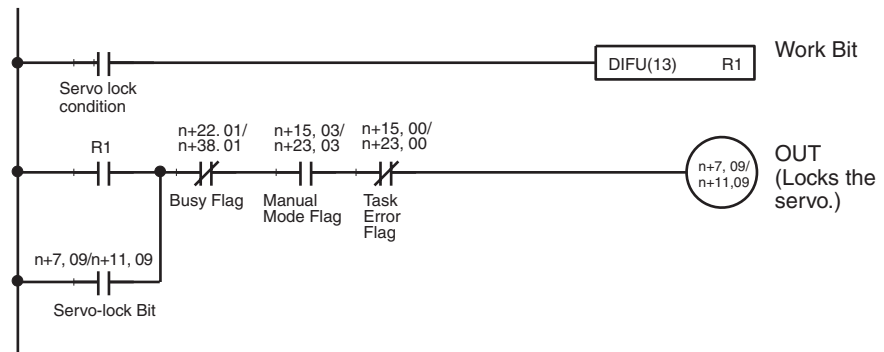 DIFU(13) R1
Work Bit
Servo lock
condition
R1
n+22. 01/
n+38. 01
n+15, 03/
n+23, 03
n+15, 00/
n+23, 00
Busy Flag
Manual
Mode Flag
Task
Error
Flag
n+7, 09/
n+11,09
OUT
(Locks the
servo.)
n+7, 09/n+11, 09
Servo-lock Bit